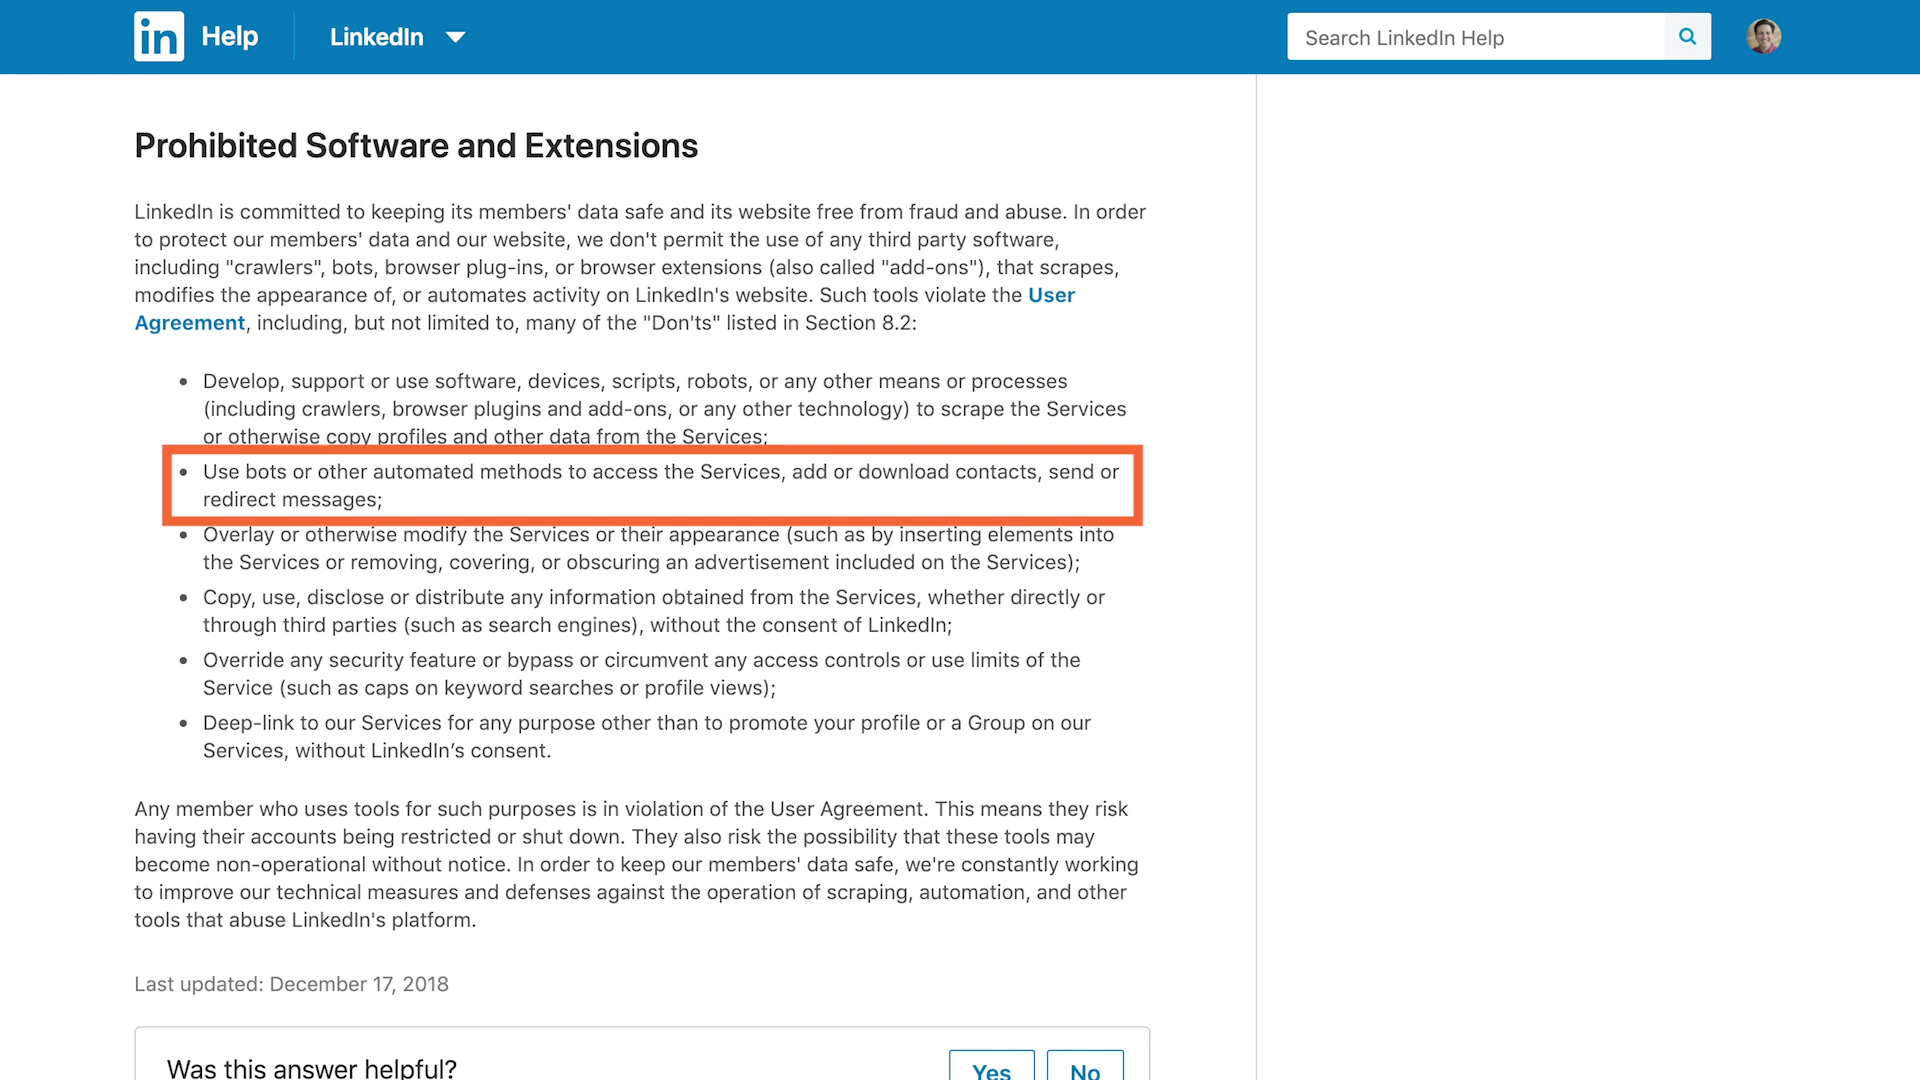 in Help LinkedIn Search LinkedIn Help
Prohibited Software and Extensions
LinkedIn is committed to keeping its members' data safe and its website free from fraud and abuse. In order
to protect our members' data and our website, we don't permit the use of any third party software,
including "crawlers", bots, browser plug-ins, or browser extensions (also called "add-ons"), that scrapes,
modifies the appearance of, or automates activity on LinkedIn's website. Such tools violate the User
Agreement, including, but not limited to, many of the "Don'ts" listed in Section 8.2:
• Develop, support or use software, devices, scripts, robots, or any other means or processes
(including crawlers, browser plugins and add-ons, or any other technology) to scrape the Services
or otherwise copy profiles and other data from the Services;
• Use bots or other automated methods to access the Services, add or download contacts, send or
redirect messages;
• Overlay or otherwise modify the Services or their appearance (such as by inserting elements into
the Services or removing, covering, or obscuring an advertisement included on the Services);
• Copy, use, disclose or distribute any information obtained from the Services, whether directly or
through third parties (such as search engines), without the consent of LinkedIn;
• Override any security feature or bypass or circumvent any access controls or use limits of the
Service (such as caps on keyword searches or profile views);
• Deep-link to our Services for any purpose other than to promote your profile or a Group on our
Services, without LinkedIn’s consent.
Any member who uses tools for such purposes is in violation of the User Agreement. This means they risk
having their accounts being restricted or shut down. They also risk the possibility that these tools may
become non-operational without notice. In order to keep our members' data safe, we're constantly working
to improve our technical measures and defenses against the operation of scraping, automation, and other
tools that abuse LinkedIn's platform.
Last updated: December 17, 2018
Was this answer helpful? Yes No